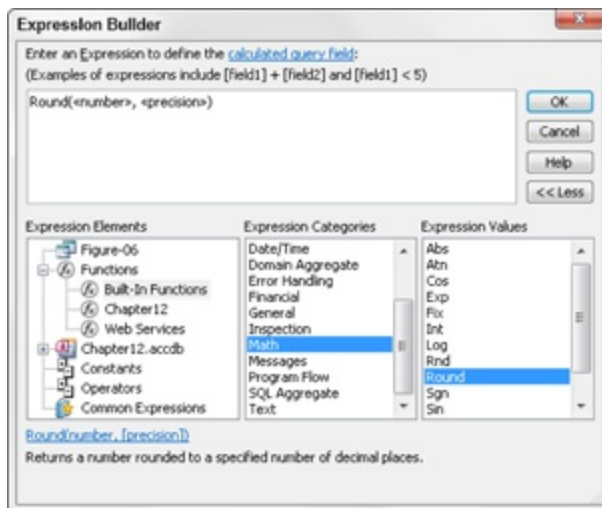 Expression Builder
Enter an Expression to define the calculated query field:
(Examples of expressions include [field1] + [field2] and [field1] < 5)
Round(«number», «precision»)
OK
Cancel
Help
<< Less
Expression Elements
Figure-06
Functions
Built-In Functions
Chapter12
Web Services
Chapter12.accdb
Constants
Operators
Common Expressions
Expression Categories
Date/Time
Domain Aggregate
Error Handling
Financial
General
Inspection
Math
Messages
Program Flow
SQL Aggregate
Text
Expression Values
Abs
Atn
Cos
Exp
Fix
Int
Log
Rnd
Round
Sgn
Sin
Round(number, [precision])
Returns a number rounded to a specified number of decimal places.